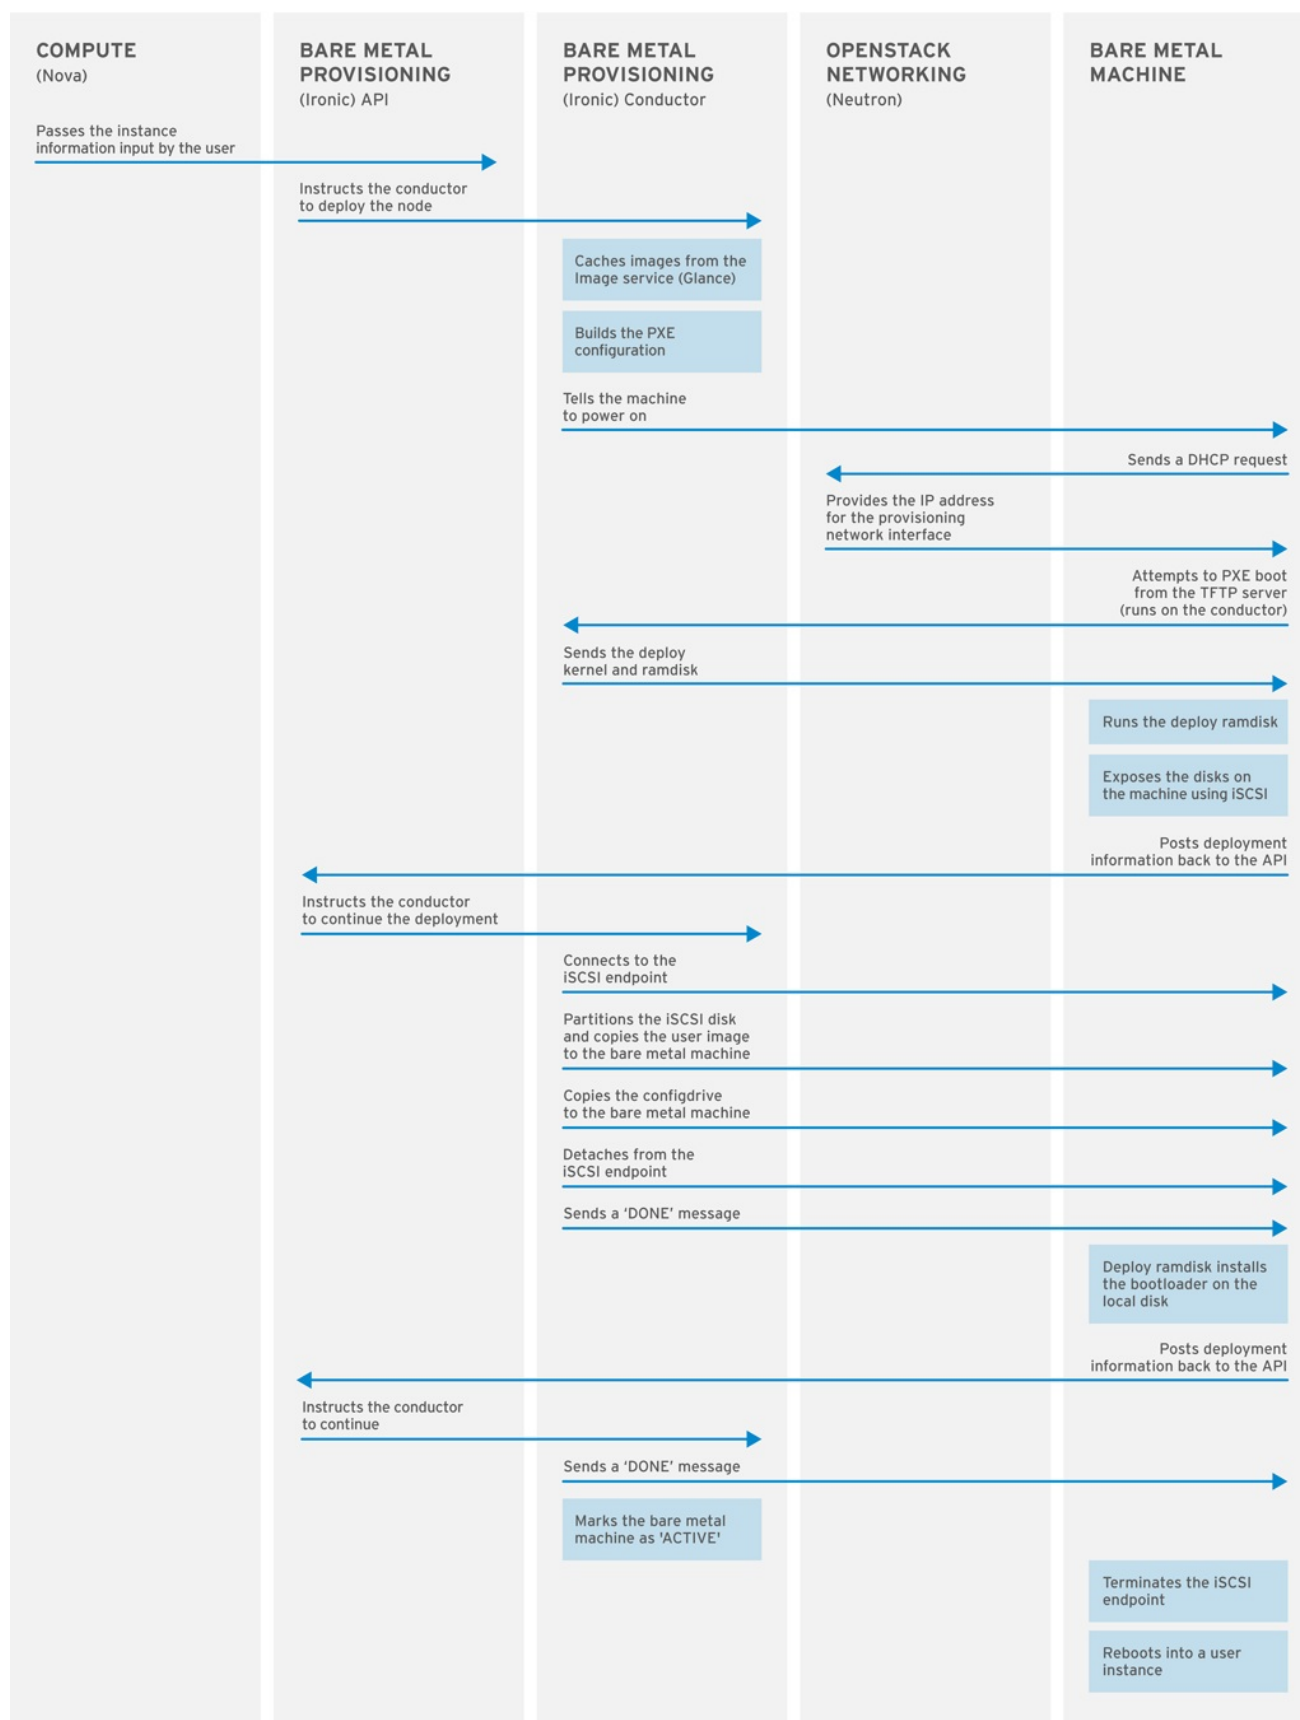 COMPUTE
(Nova)
BARE METAL
PROVISIONING
(Ironic) API
BARE METAL
PROVISIONING
(Ironic) Conductor
OPENSTACK
NETWORKING
(Neutron)
BARE METAL
MACHINE
Passes the instance
information input by the user
Instructs the conductor
to deploy the node
Caches images from the
Image service (Glance)
Builds the PXE
configuration
Tells the machine
to power on
Sends a DHCP request
Provides the IP address
for the provisioning
network interface
Attempts to PXE boot
from the TFTP server
(runs on the conductor)
Sends the deploy
kernel and ramdisk
Runs the deploy ramdisk
Exposes the disks on
the machine using iSCSI
Posts deployment
information back to the API
Instructs the conductor
to continue the deployment
Connects to the
iSCSI endpoint
Partitions the iSCSI disk
and copies the user image
to the bare metal machine
Copies the configdrive
to the bare metal machine
Detaches from the
iSCSI endpoint
Sends a ‘DONE’ message
Deploy ramdisk installs
the bootloader on the
local disk
Posts deployment
information back to the API
Instructs the conductor
to continue
Sends a ‘DONE’ message
Marks the bare metal
machine as 'ACTIVE'
Terminates the iSCSI
endpoint
Reboots into a user
instance